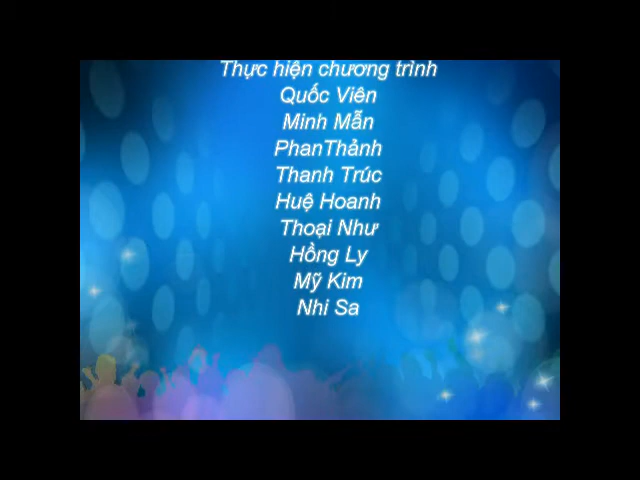 Thực hiện chương trình
Quốc Viên
Minh Mẫn
PhanThảnh
Thanh Trúc
Huệ Hoanh
Thoại Như
Hồng Ly
Mỹ Kim
Nhi Sa